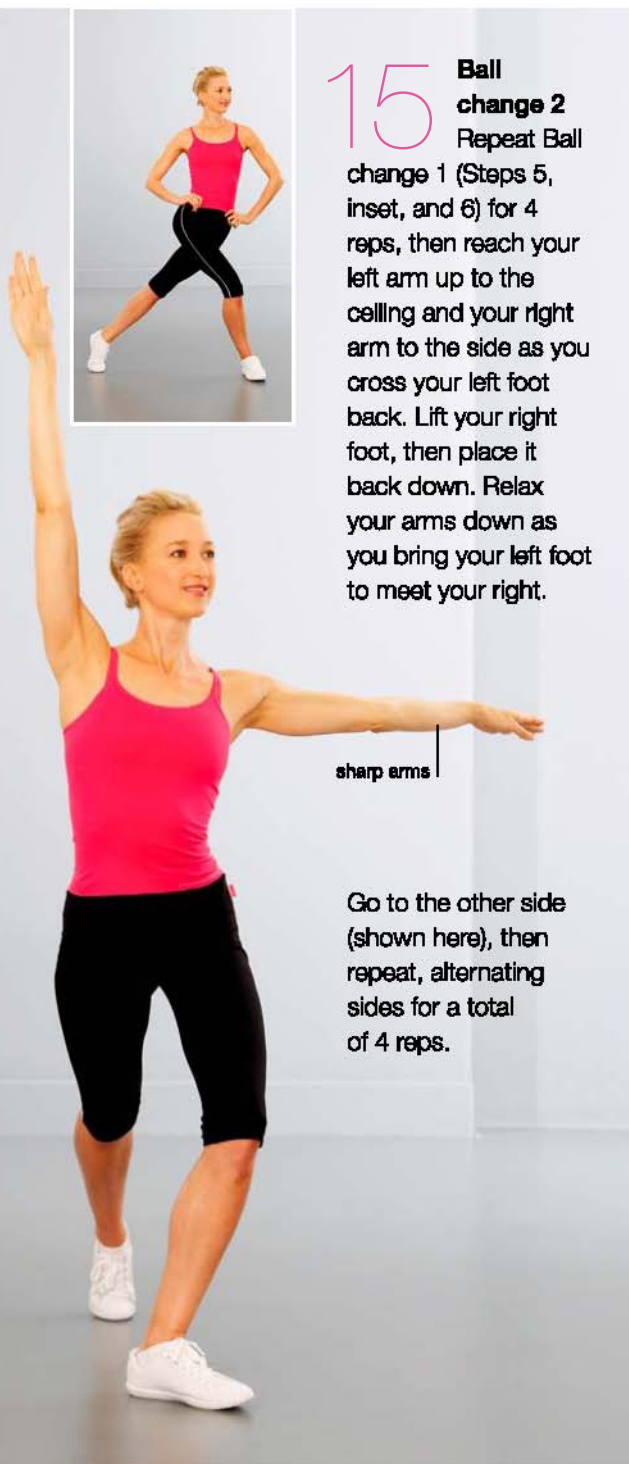 15
Ball
change 2
Repeat Ball
change 1 (Steps 5,
inset, and 6) for 4
reps, then reach your
left arm up to the
ceiling and your right
arm to the side as you
cross your left foot
back. Lift your right
foot, then place it
back down. Relax
your arms down as
you bring your left foot
to meet your right.
sharp arms
Go to the other side
(shown here), then
repeat, alternating
sides for a total
of 4 reps.